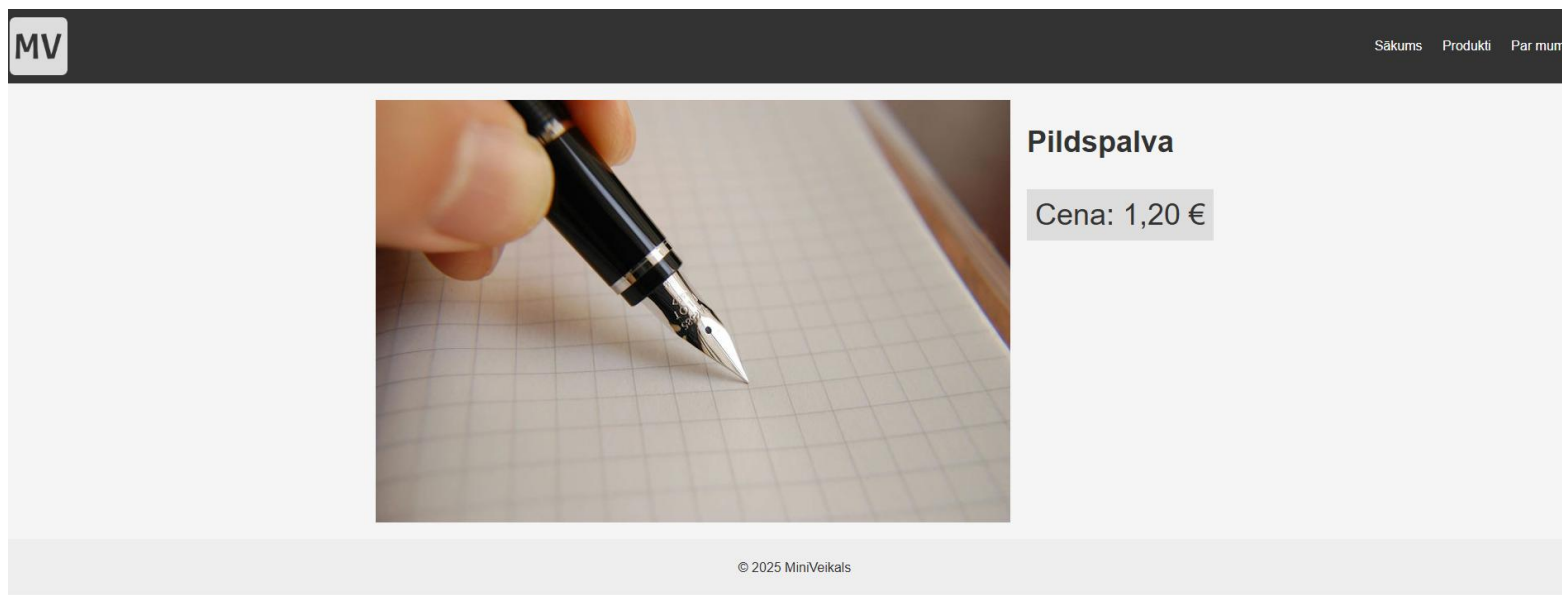 MV
Sākums Produkti Par mum
Pildspalva
Cena: 1,20 €
© 2025 MiniVeikals